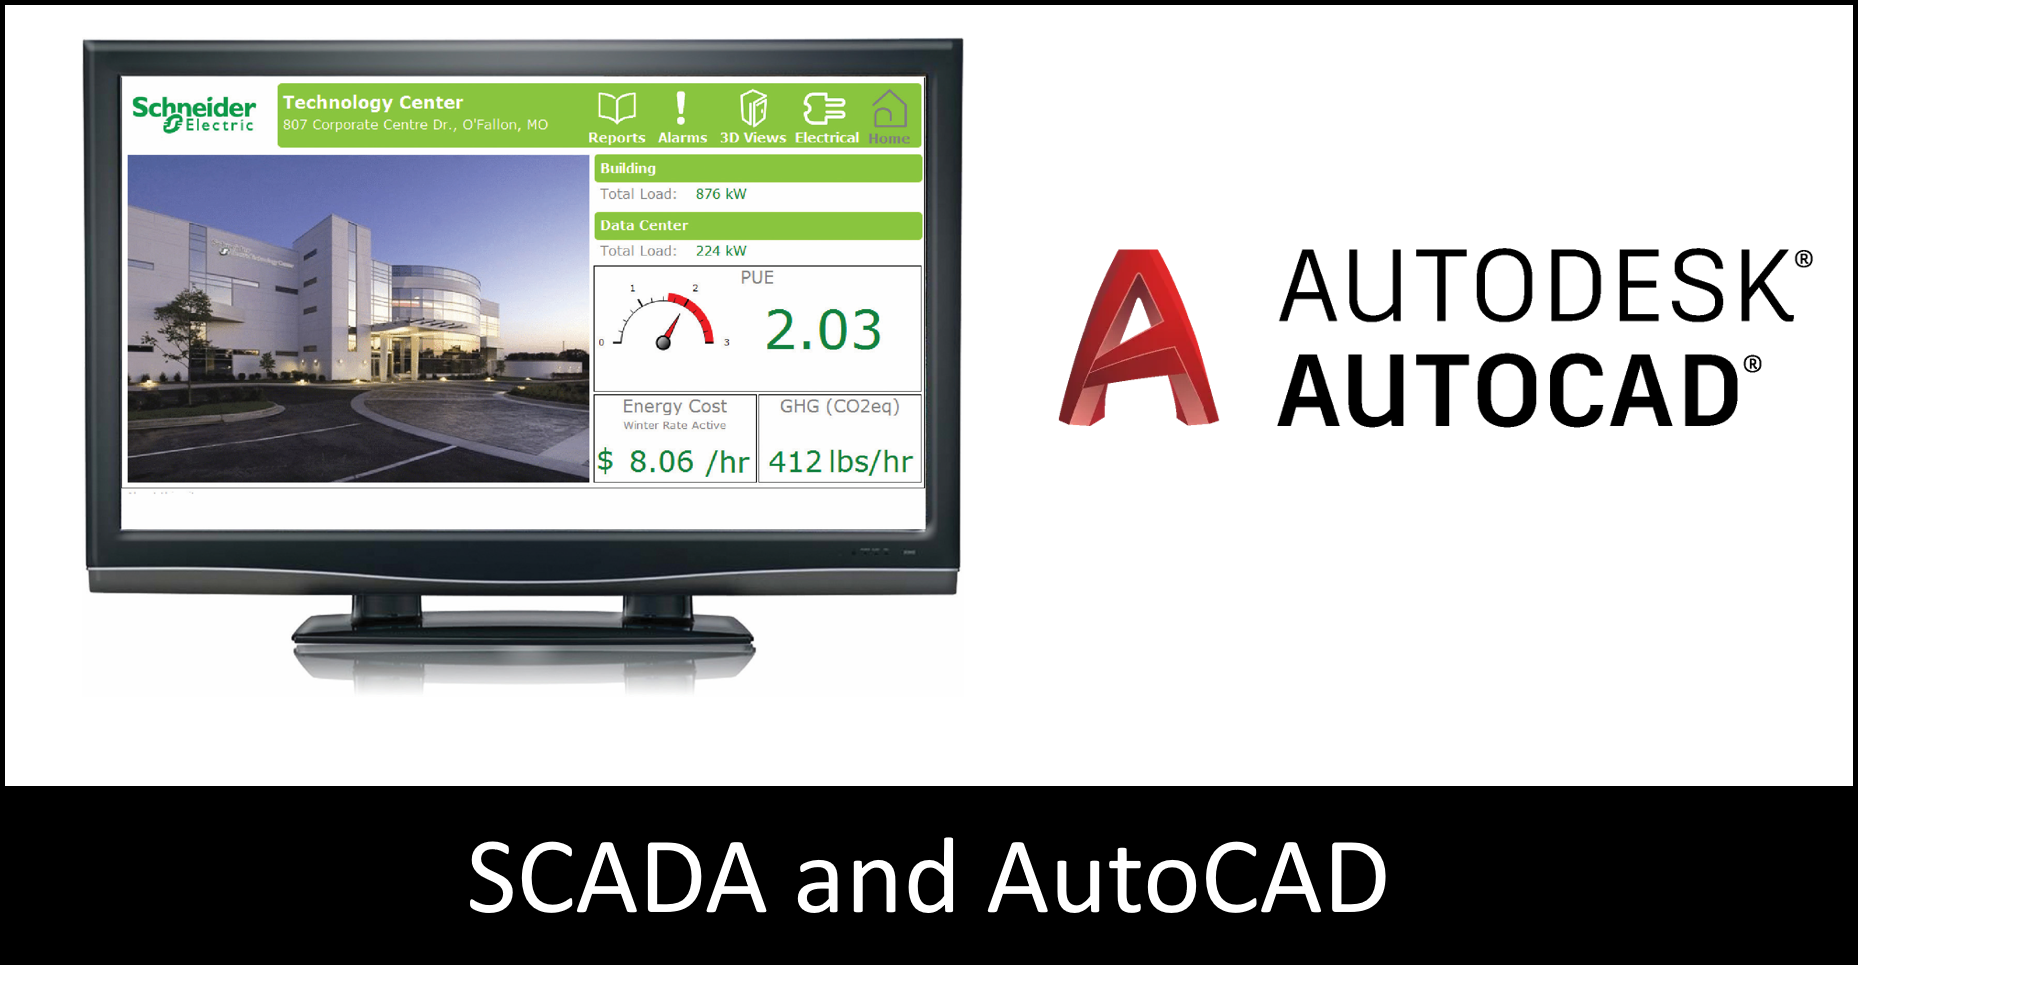 Schneider
Electric
Technology Center
807 Corporate Centre Dr., O'Fallon, MO
Reports
Alarms
3D Views
Electrical
Home
Building
Total Load: 876 kW
Data Center
Total Load: 224 kW
PUE
0
1
2
3
2.03
Energy Cost
Winter Rate Active
$ 8.06 /hr
GHG (CO2eq)
412 lbs/hr
AUTODESK®
AUTOCAD®
SCADA and AutoCAD